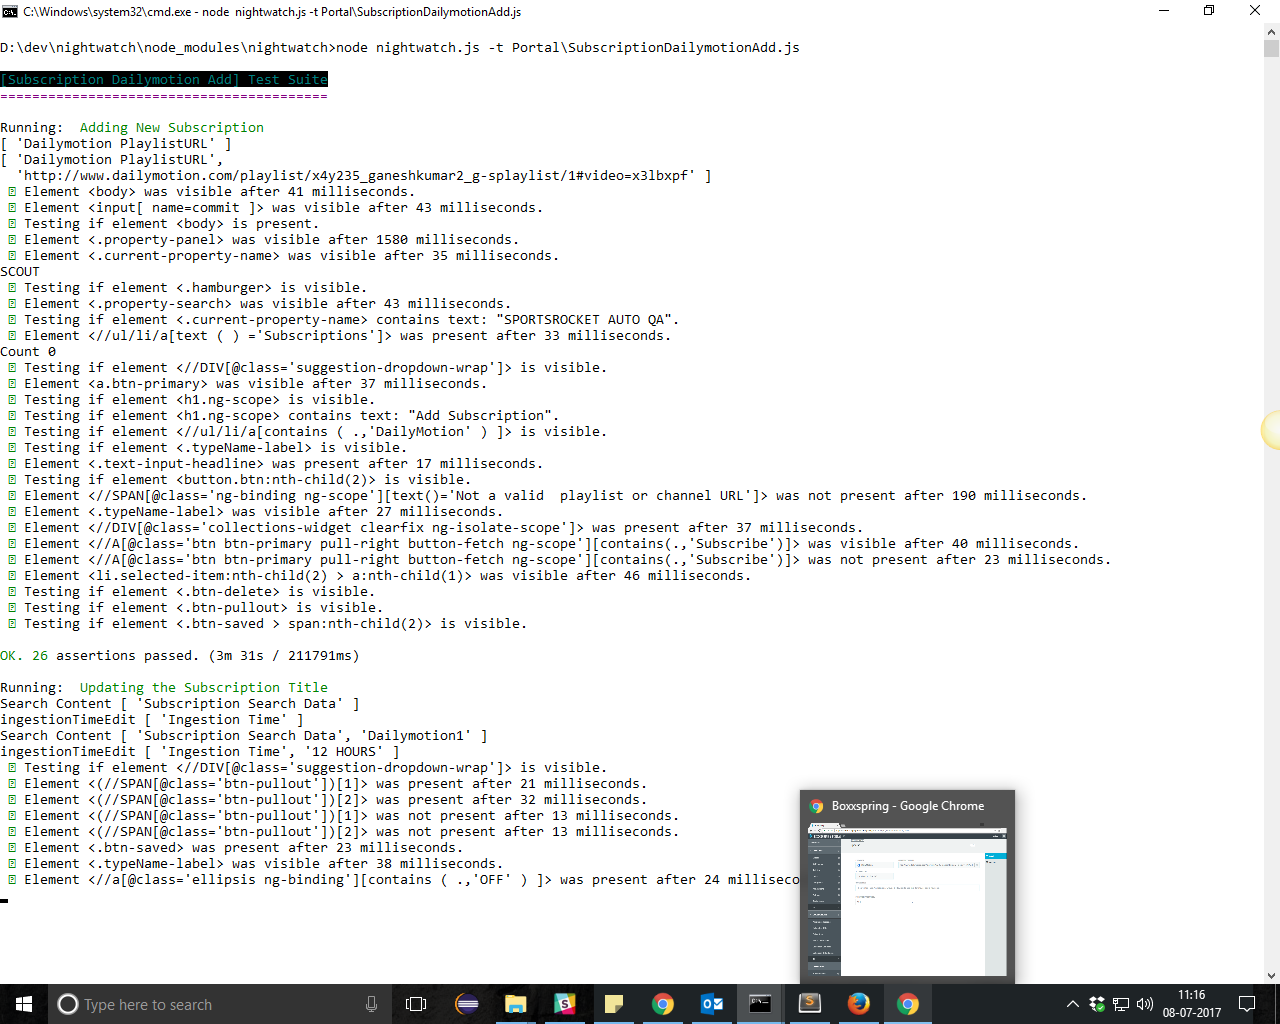 C:\Windows\system32\cmd.exe - node  nightwatch.js -t Portal\SubscriptionDailymotionAdd.js
D:\dev\nightwatch\node_modules\nightwatch>node nightwatch.js -t Portal\SubscriptionDailymotionAdd.js
[Subscription Dailymotion Add] Test Suite
=========================================
Running:  Adding New Subscription
[ 'Dailymotion PlaylistURL' ]
[ 'Dailymotion PlaylistURL',
'http://www.dailymotion.com/playlist/x4y235_ganeshkumar2_g-splaylist/1#video=x3lbxpf' ]
Element <body> was visible after 41 milliseconds.
Element <input[ name=commit ]> was visible after 43 milliseconds.
Testing if element <body> is present.
Element <.property-panel> was visible after 1580 milliseconds.
Element <.current-property-name> was visible after 35 milliseconds.
SCOUT
Testing if element <.hamburger> is visible.
Element <.property-search> was visible after 43 milliseconds.
Testing if element <.current-property-name> contains text: "SPORTSROCKET AUTO QA".
Element <//ul/li/a[text ( ) ='Subscriptions']> was present after 33 milliseconds.
Count 0
Testing if element <//DIV[@class='suggestion-dropdown-wrap']> is visible.
Element <a.btn-primary> was visible after 37 milliseconds.
Testing if element <h1.ng-scope> is visible.
Testing if element <h1.ng-scope> contains text: "Add Subscription".
Testing if element <//ul/li/a[contains ( .,'DailyMotion' ) ]> is visible.
Testing if element <.typeName-label> is visible.
Element <.text-input-headline> was present after 17 milliseconds.
Testing if element <button.btn:nth-child(2)> is visible.
Element <//SPAN[@class='ng-binding ng-scope'][text()='Not a valid  playlist or channel URL']> was not present after 190 milliseconds.
Element <.typeName-label> was visible after 27 milliseconds.
Element <//DIV[@class='collections-widget clearfix ng-isolate-scope']> was present after 37 milliseconds.
Element <//A[@class='btn btn-primary pull-right button-fetch ng-scope'][contains(.,'Subscribe')]> was visible after 40 milliseconds.
Element <//A[@class='btn btn-primary pull-right button-fetch ng-scope'][contains(.,'Subscribe')]> was not present after 23 milliseconds.
Element <li.selected-item:nth-child(2) > a:nth-child(1)> was visible after 46 milliseconds.
Testing if element <.btn-delete> is visible.
Testing if element <.btn-pullout> is visible.
Testing if element <.btn-saved > span:nth-child(2)> is visible.
OK. 26 assertions passed. (3m 31s / 211791ms)
Running:  Updating the Subscription Title
Search Content [ 'Subscription Search Data' ]
ingestionTimeEdit [ 'Ingestion Time' ]
Search Content [ 'Subscription Search Data', 'Dailymotion1' ]
ingestionTimeEdit [ 'Ingestion Time', '12 HOURS' ]
Testing if element <//DIV[@class='suggestion-dropdown-wrap']> is visible.
Element <(//SPAN[@class='btn-pullout'])[1]> was present after 21 milliseconds.
Element <(//SPAN[@class='btn-pullout'])[2]> was present after 32 milliseconds.
Element <(//SPAN[@class='btn-pullout'])[1]> was not present after 13 milliseconds.
Element <(//SPAN[@class='btn-pullout'])[2]> was not present after 13 milliseconds.
Element <.btn-saved> was present after 23 milliseconds.
Element <.typeName-label> was visible after 38 milliseconds.
Element <//a[@class='ellipsis ng-binding'][contains ( .,'OFF' ) ]> was present after 24 milliseco
Boxxspring - Google Chrome
Type here to search
11:16
08-07-2017